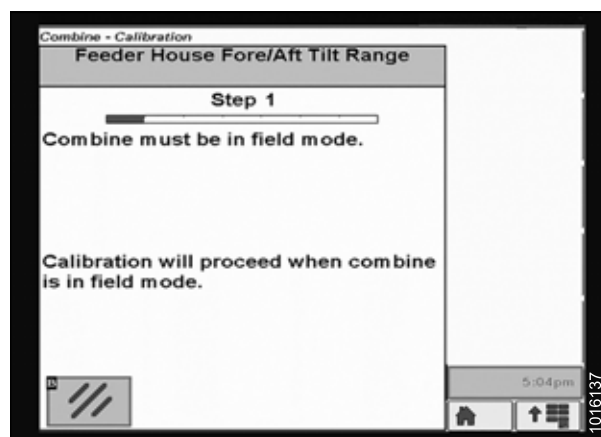 Combine - Calibration
Feeder House Fore/Aft Tilt Range
Step 1
Combine must be in field mode.
Calibration will proceed when combine
is in field mode.
5:04pm
1016137